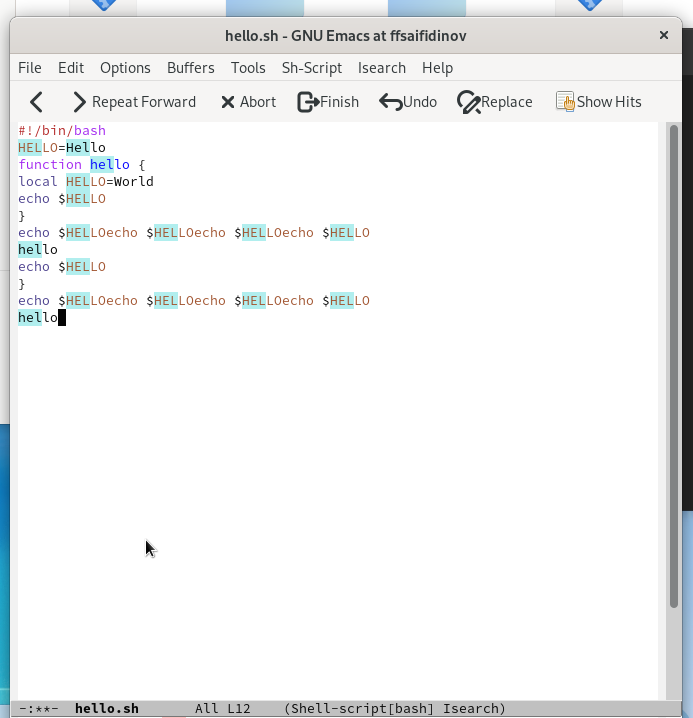 hello.sh - GNU Emacs at ffsaifidinov ×
File Edit Options Buffers Tools Sh-Script Isearch Help
Repeat Forward Abort Finish Undo Replace Show Hits
#!/bin/bash
HELLO=Hello
function hello {
local HELLO=World
echo $HELLO
}
echo $HELLOecho $HELLOecho $HELLOecho $HELLO
hello
echo $HELLO
}
echo $HELLOecho $HELLOecho $HELLOecho $HELLO
hello
-:**- hello.sh All L12 (Shell-script[bash] Isearch)